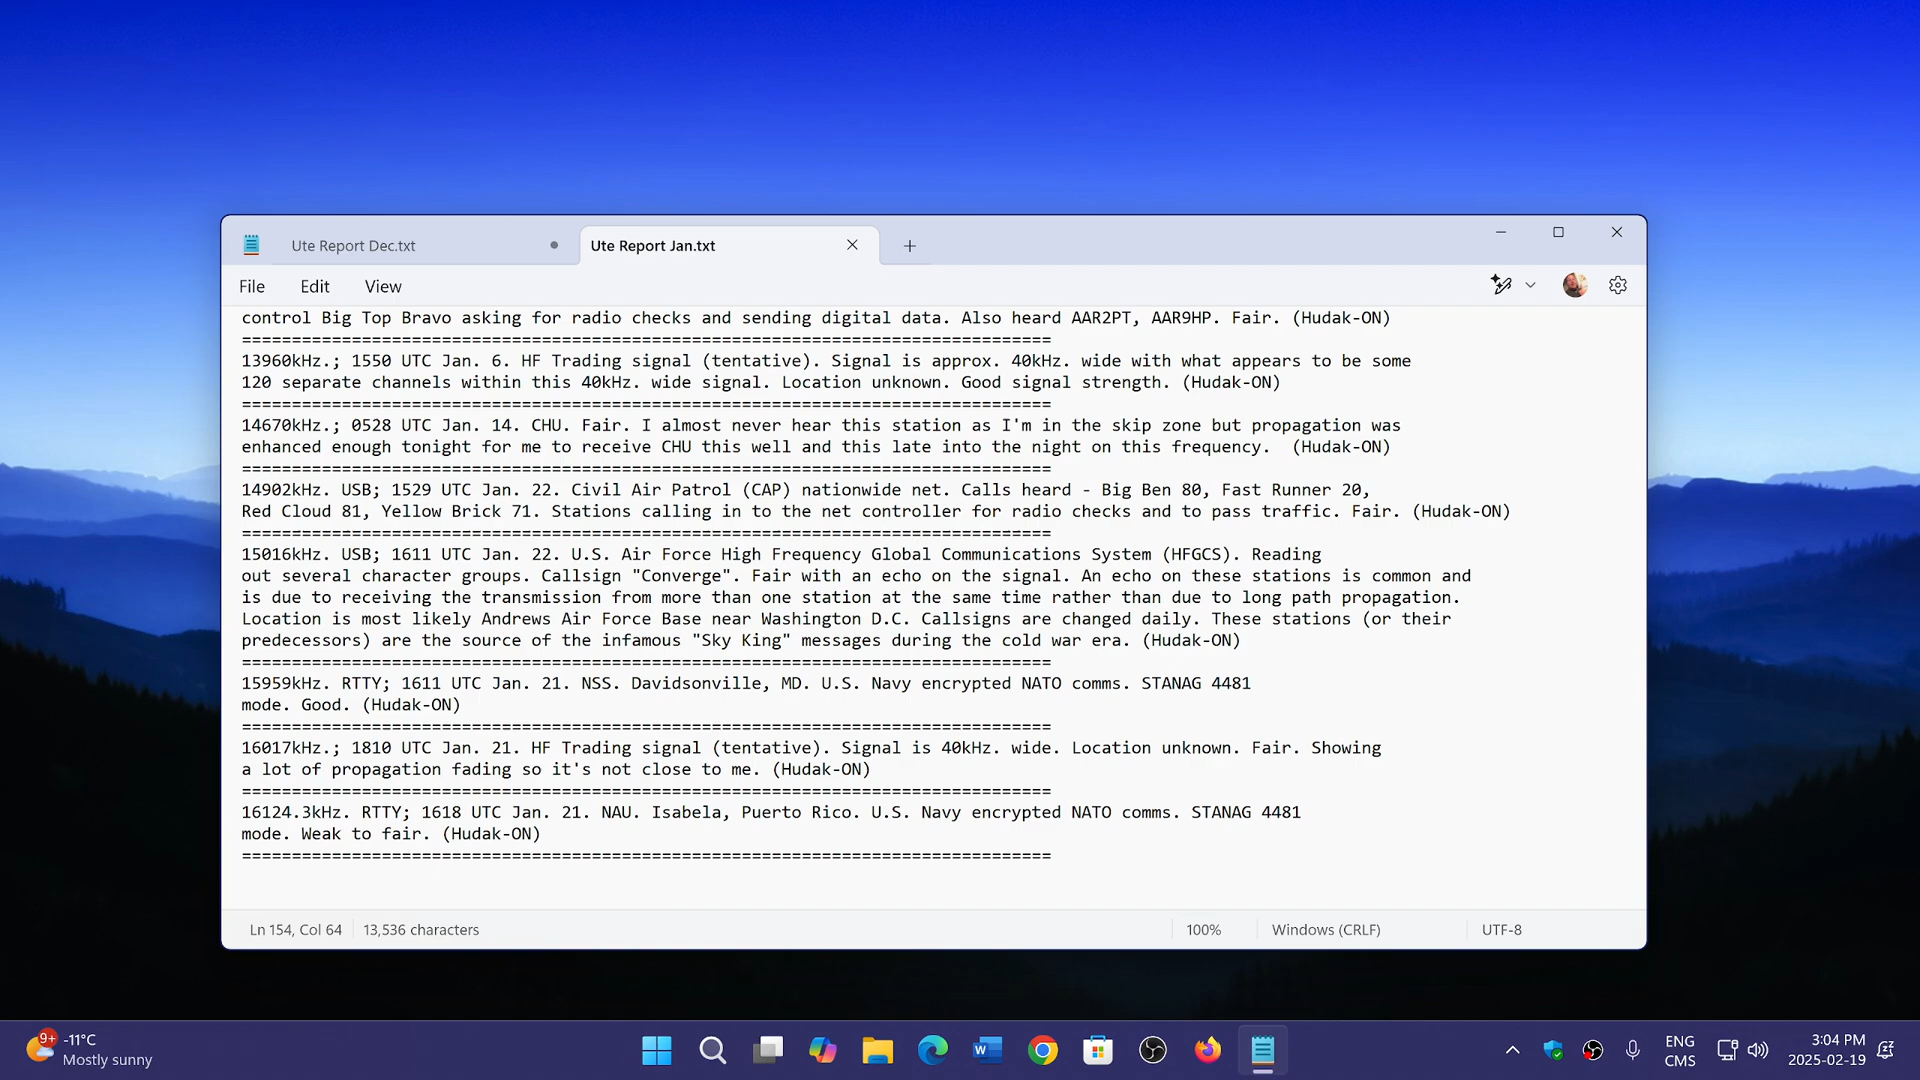 Ute Report Dec.txt
Ute Report Jan.txt
File Edit View
control Big Top Bravo asking for radio checks and sending digital data. Also heard AAR2PT, AAR9HP. Fair. (Hudak-ON)
=================================================================================
13960kHz.; 1550 UTC Jan. 6. HF Trading signal (tentative). Signal is approx. 40kHz. wide with what appears to be some
120 separate channels within this 40kHz. wide signal. Location unknown. Good signal strength. (Hudak-ON)
=================================================================================
14670kHz.; 0528 UTC Jan. 14. CHU. Fair. I almost never hear this station as I'm in the skip zone but propagation was
enhanced enough tonight for me to receive CHU this well and this late into the night on this frequency.  (Hudak-ON)
=================================================================================
14902kHz. USB; 1529 UTC Jan. 22. Civil Air Patrol (CAP) nationwide net. Calls heard - Big Ben 80, Fast Runner 20,
Red Cloud 81, Yellow Brick 71. Stations calling in to the net controller for radio checks and to pass traffic. Fair. (Hudak-ON)
=================================================================================
15016kHz. USB; 1611 UTC Jan. 22. U.S. Air Force High Frequency Global Communications System (HFGCS). Reading
out several character groups. Callsign "Converge". Fair with an echo on the signal. An echo on these stations is common and
is due to receiving the transmission from more than one station at the same time rather than due to long path propagation.
Location is most likely Andrews Air Force Base near Washington D.C. Callsigns are changed daily. These stations (or their
predecessors) are the source of the infamous "Sky King" messages during the cold war era. (Hudak-ON)
=================================================================================
15959kHz. RTTY; 1611 UTC Jan. 21. NSS. Davidsonville, MD. U.S. Navy encrypted NATO comms. STANAG 4481
mode. Good. (Hudak-ON)
=================================================================================
16017kHz.; 1810 UTC Jan. 21. HF Trading signal (tentative). Signal is 40kHz. wide. Location unknown. Fair. Showing
a lot of propagation fading so it's not close to me. (Hudak-ON)
=================================================================================
16124.3kHz. RTTY; 1618 UTC Jan. 21. NAU. Isabela, Puerto Rico. U.S. Navy encrypted NATO comms. STANAG 4481
mode. Weak to fair. (Hudak-ON)
=================================================================================
Ln 154, Col 64 13,536 characters 100% Windows (CRLF) UTF-8
9+ -11°C
Mostly sunny
W
ENG
CMS
3:04 PM
2025-02-19